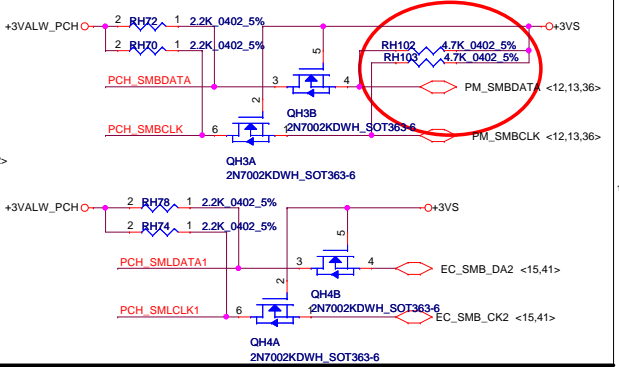 +3VALW_PCH 2 RH72 1 2.2K_0402_5% +3VS
2 RH70 1 2.2K_0402_5% 5 RH102 4.7K_0402_5%
RH103 4.7K_0402_5%
PCH_SMBDATA 3 4 PM_SMBDATA <12,13,36>
2 QH3B
PCH_SMBCLK 6 1 2N7002KDWH_SOT363-6 PM_SMBCLK <12,13,36>
QH3A
2N7002KDWH_SOT363-6
+3VALW_PCH 2 RH78 1 2.2K_0402_5% +3VS
2 RH74 1 2.2K_0402_5% 5
PCH_SMLDATA1 3 4 EC_SMB_DA2 <15,41>
2 QH4B
PCH_SMLCLK1 6 1 2N7002KDWH_SOT363-6 EC_SMB_CK2 <15,41>
QH4A
2N7002KDWH_SOT363-6